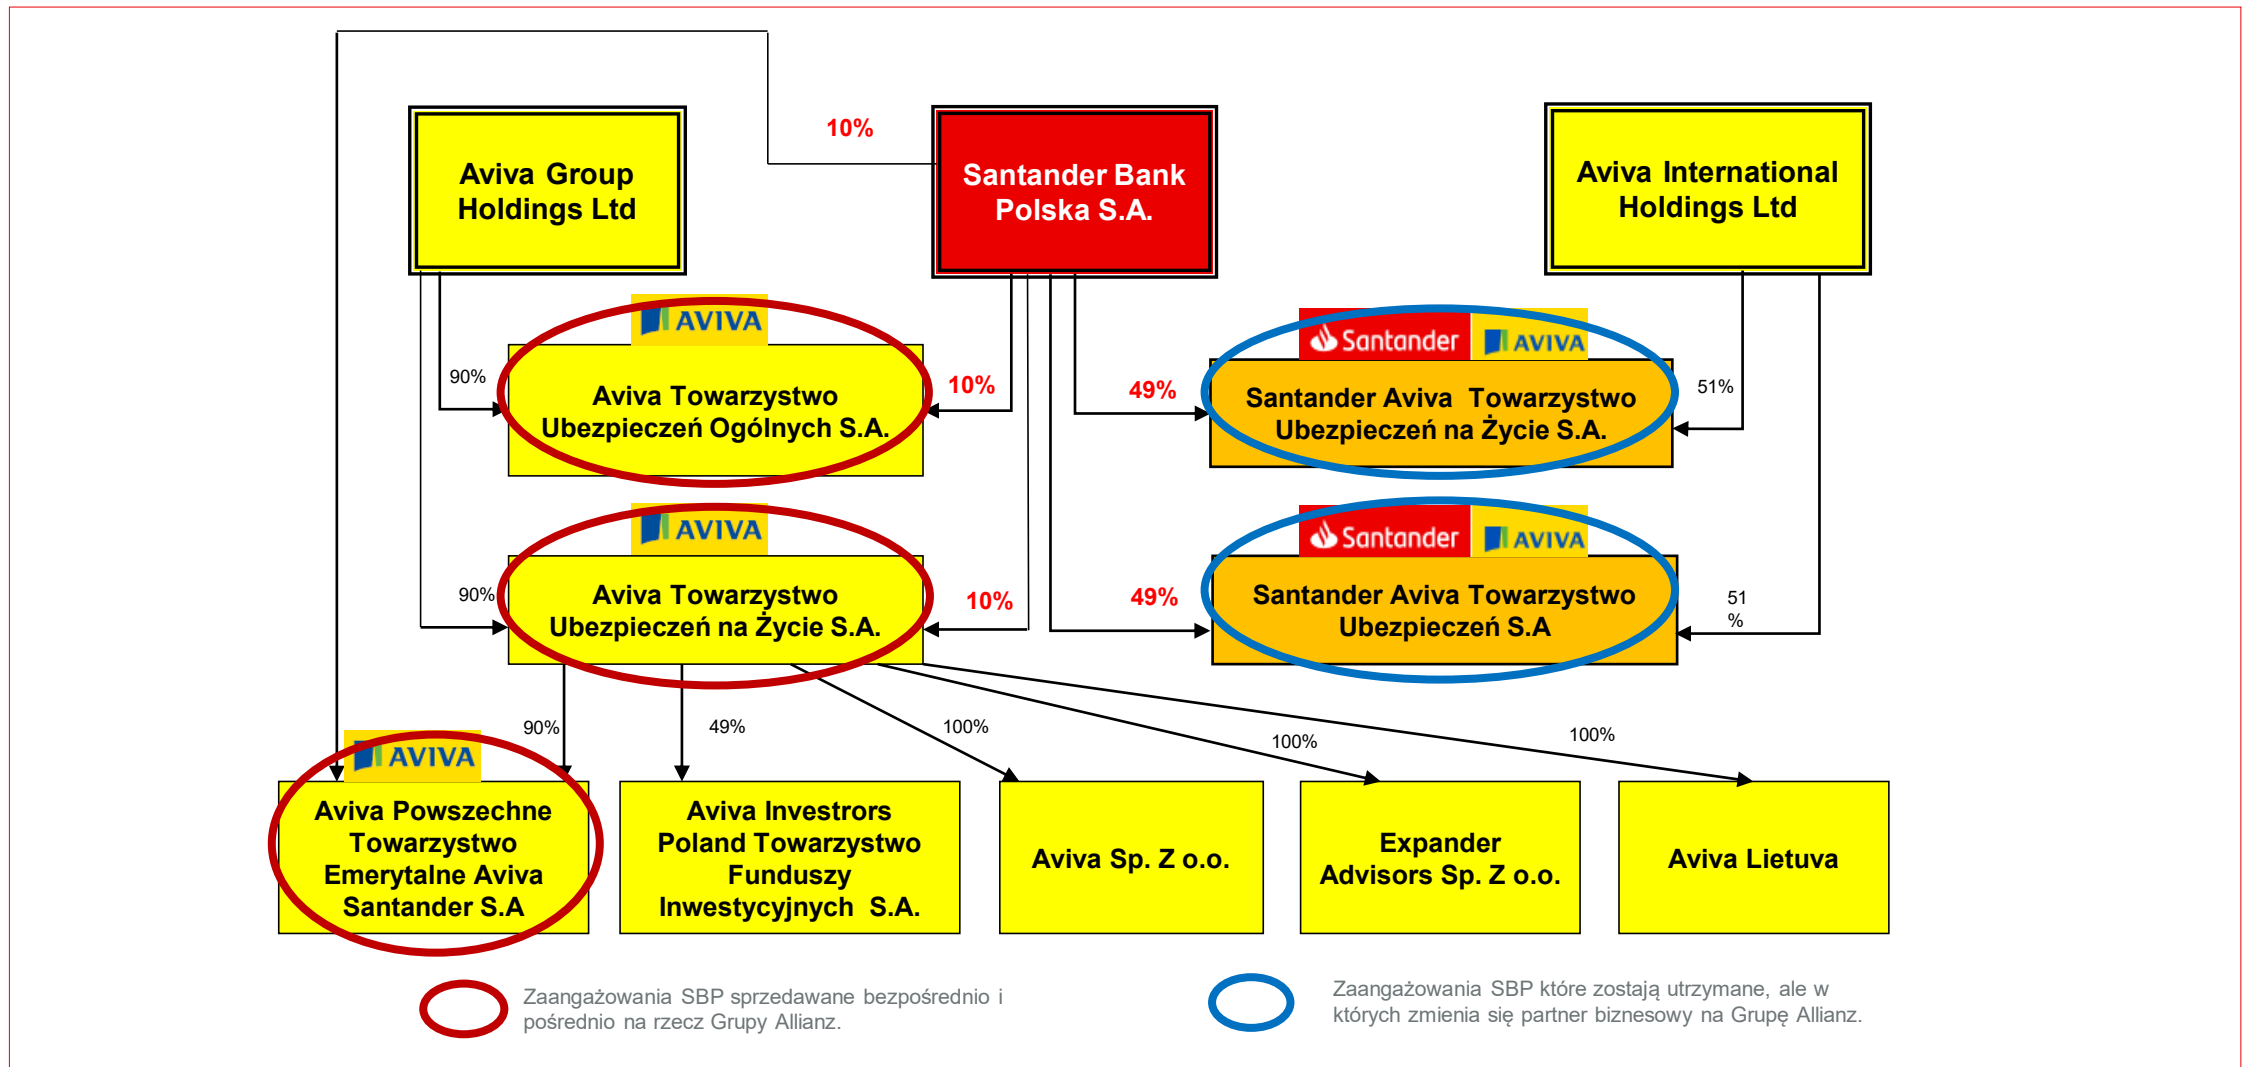 10%
Aviva Group
Holdings Ltd
Santander Bank
Polska S.A.
Aviva International
Holdings Ltd
AVIVA
Santander AVIVA
90%
Aviva Towarzystwo
Ubezpieczeń Ogólnych S.A.
10%
49%
Santander Aviva Towarzystwo
Ubezpieczeń na Życie S.A.
51%
AVIVA
Santander AVIVA
90%
Aviva Towarzystwo
Ubezpieczeń na Życie S.A.
10%
49%
Santander Aviva Towarzystwo
Ubezpieczeń S.A
51
%
90%
49%
100%
100%
100%
AVIVA
Aviva Powszechne
Towarzystwo
Emerytalne Aviva
Santander S.A
Aviva Investrors
Poland Towarzystwo
Funduszy
Inwestycyjnych S.A.
Aviva Sp. Z o.o.
Expander
Advisors Sp. Z o.o.
Aviva Lietuva
Zaangażowania SBP sprzedawane bezpośrednio i
pośrednio na rzecz Grupy Allianz.
Zaangażowania SBP które zostają utrzymane, ale w
których zmienia się partner biznesowy na Grupę Allianz.